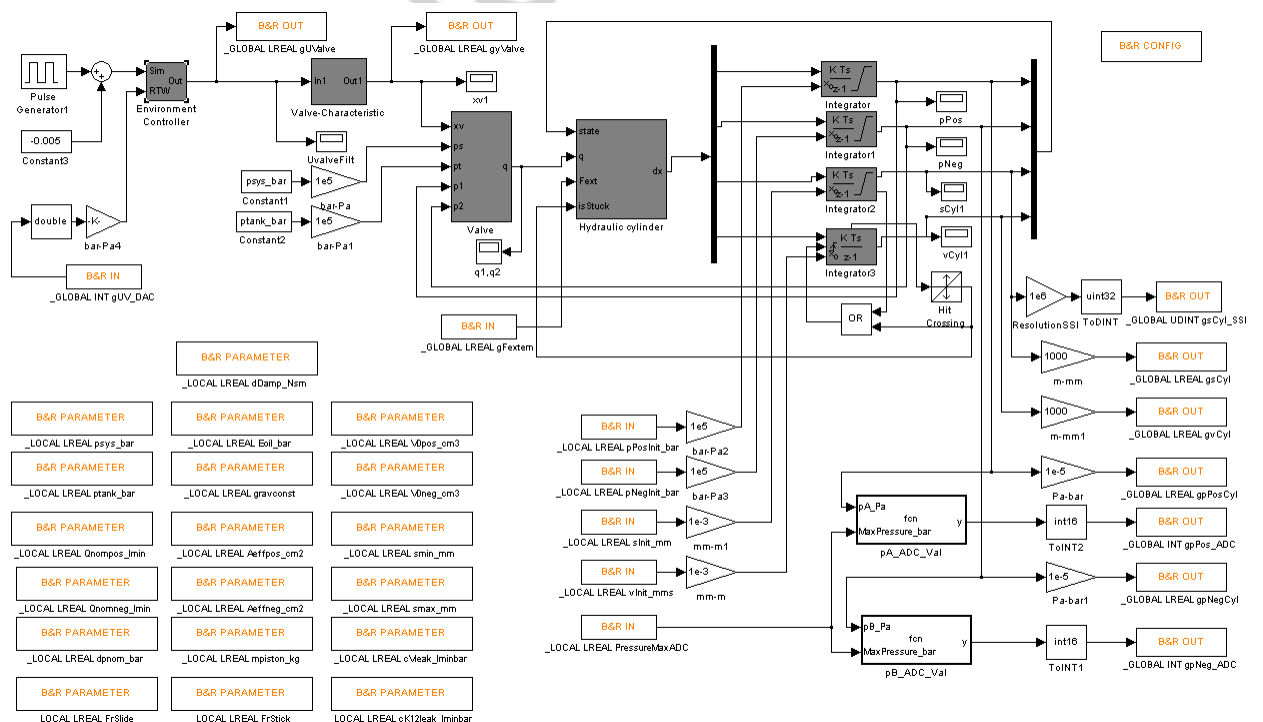 B&R OUT
_GLOBAL LREAL gUValve
B&R OUT
_GLOBAL LREAL gyValve
B&R CONFIG
Pulse
Generator1
Sim
RTW
Out
Environment
Controller
In1
Out1
Valve-Characteristic
xv1
-0.005
Constant3
UvalveFilt
psys_bar
Constant1
1e5
bar-Pa
ptank_bar
Constant2
1e5
bar-Pa1
xv
ps
pt
p1
p2
q
Valve
q1,q2
state
q
Fext
isStuck
dx
Hydraulic cylinder
K Ts
z-1
xo
Integrator
K Ts
z-1
xo
Integrator1
K Ts
z-1
xo
Integrator2
K Ts
z-1
xo
Integrator3
pPos
pNeg
sCyl1
vCyl1
Hit
Crossing
OR
double
-K-
bar-Pa4
B&R IN
_GLOBAL INT gUV_DAC
B&R IN
_GLOBAL LREAL gFextern
1e6
ResolutionSSI
uint32
ToDINT
B&R OUT
_GLOBAL UDINT gsCyl_SSI
1000
m-mm
B&R OUT
_GLOBAL LREAL gsCyl
1000
m-mm1
B&R OUT
_GLOBAL LREAL gvCyl
1e-5
Pa-bar
B&R OUT
_GLOBAL LREAL gpPosCyl
pA_Pa
MaxPressure_bar
fcn
y
pA_ADC_Val
int16
ToINT2
B&R OUT
_GLOBAL INT gpPos_ADC
1e-5
Pa-bar1
B&R OUT
_GLOBAL LREAL gpNegCyl
pB_Pa
MaxPressure_bar
fcn
y
pB_ADC_Val
int16
ToINT1
B&R OUT
_GLOBAL INT gpNeg_ADC
B&R IN
_LOCAL LREAL pPosInit_bar
1e5
bar-Pa2
B&R IN
_LOCAL LREAL pNegInit_bar
1e5
bar-Pa3
B&R IN
_LOCAL LREAL sInit_mm
1e-3
mm-m1
B&R IN
_LOCAL LREAL vInit_mms
1e-3
mm-m
B&R IN
_LOCAL LREAL PressureMaxADC
B&R PARAMETER
_LOCAL LREAL dDamp_Nsm
B&R PARAMETER
_LOCAL LREAL psys_bar
B&R PARAMETER
_LOCAL LREAL Eoil_bar
B&R PARAMETER
_LOCAL LREAL V0pos_cm3
B&R PARAMETER
_LOCAL LREAL ptank_bar
B&R PARAMETER
_LOCAL LREAL gravconst
B&R PARAMETER
_LOCAL LREAL V0neg_cm3
B&R PARAMETER
_LOCAL LREAL Qnompos_lmin
B&R PARAMETER
_LOCAL LREAL Aeffpos_cm2
B&R PARAMETER
_LOCAL LREAL smin_mm
B&R PARAMETER
_LOCAL LREAL Qnomneg_lmin
B&R PARAMETER
_LOCAL LREAL Aeffneg_cm2
B&R PARAMETER
_LOCAL LREAL smax_mm
B&R PARAMETER
_LOCAL LREAL dpnom_bar
B&R PARAMETER
_LOCAL LREAL mpiston_kg
B&R PARAMETER
_LOCAL LREAL cVleak_lminbar
B&R PARAMETER
LOCAL LREAL FrSlide
B&R PARAMETER
LOCAL LREAL FrStick
B&R PARAMETER
LOCAL LREAL cK12leak lminbar